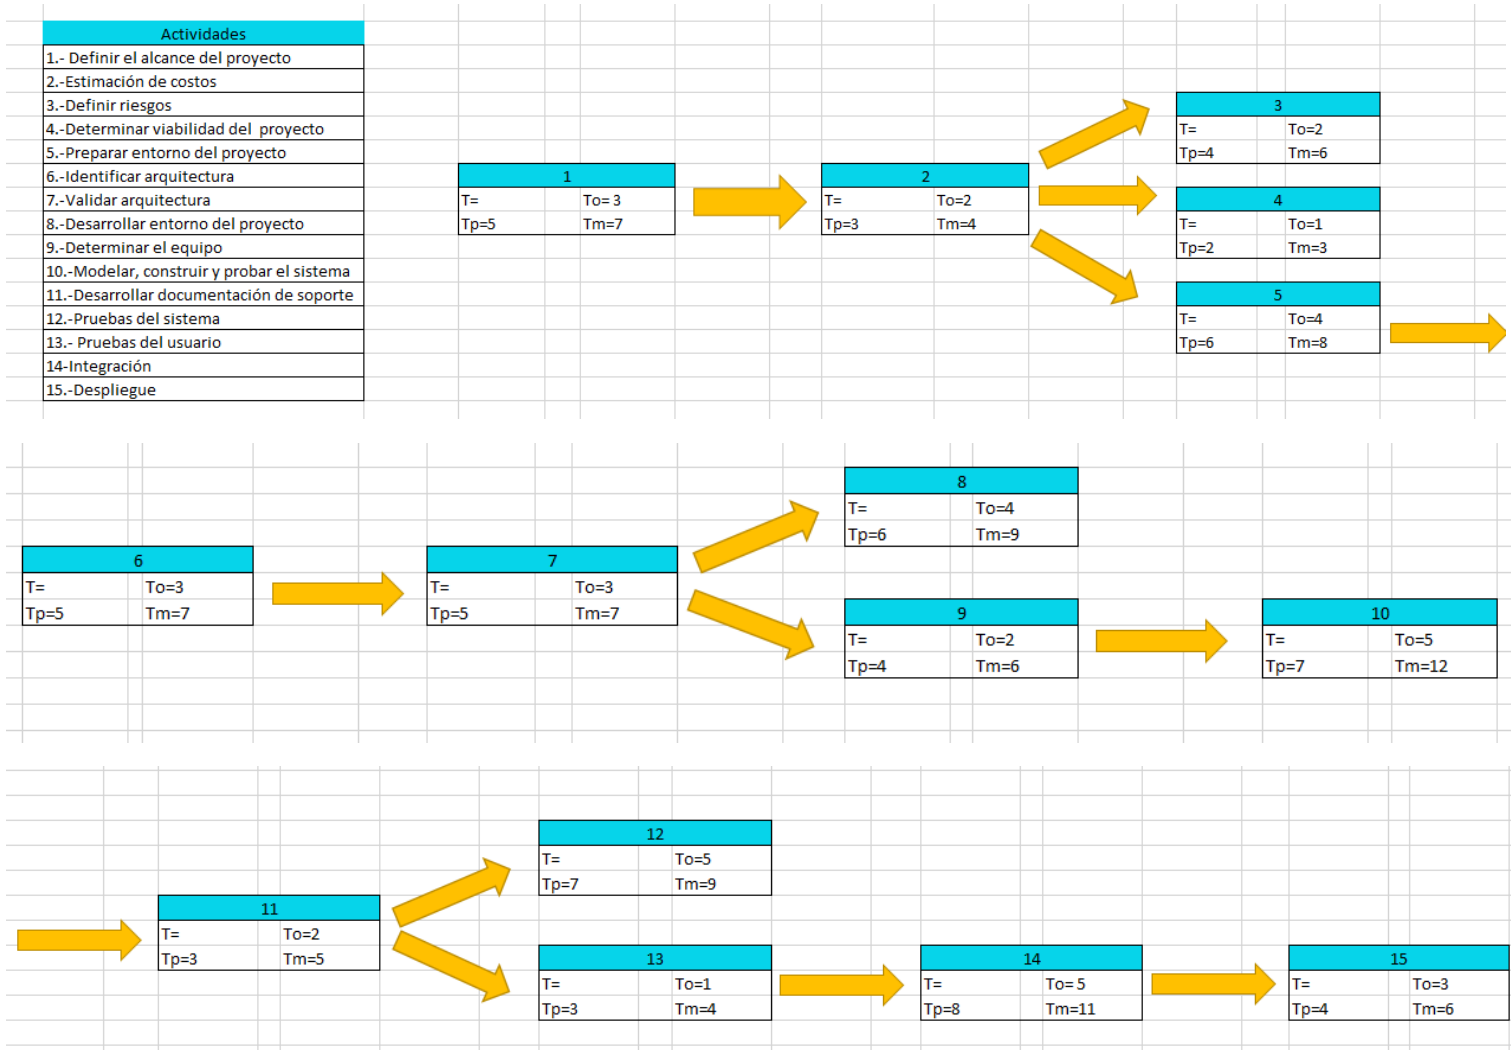 Actividades
1.- Definir el alcance del proyecto
2.-Estimación de costos
3.-Definir riesgos
4.-Determinar viabilidad del  proyecto
5.-Preparar entorno del proyecto
6.-Identificar arquitectura
7.-Validar arquitectura
8.-Desarrollar entorno del proyecto
9.-Determinar el equipo
10.-Modelar, construir y probar el sistema
11.-Desarrollar documentación de soporte
12.-Pruebas del sistema
13.- Pruebas del usuario
14-Integración
15.-Despliegue
1
T= To= 3
Tp=5 Tm=7
2
T= To=2
Tp=3 Tm=4
3
T= To=2
Tp=4 Tm=6
4
T= To=1
Tp=2 Tm=3
5
T= To=4
Tp=6 Tm=8
6
T= To=3
Tp=5 Tm=7
7
T= To=3
Tp=5 Tm=7
8
T= To=4
Tp=6 Tm=9
9
T= To=2
Tp=4 Tm=6
10
T= To=5
Tp=7 Tm=12
11
T= To=2
Tp=3 Tm=5
12
T= To=5
Tp=7 Tm=9
13
T= To=1
Tp=3 Tm=4
14
T= To= 5
Tp=8 Tm=11
15
T= To=3
Tp=4 Tm=6